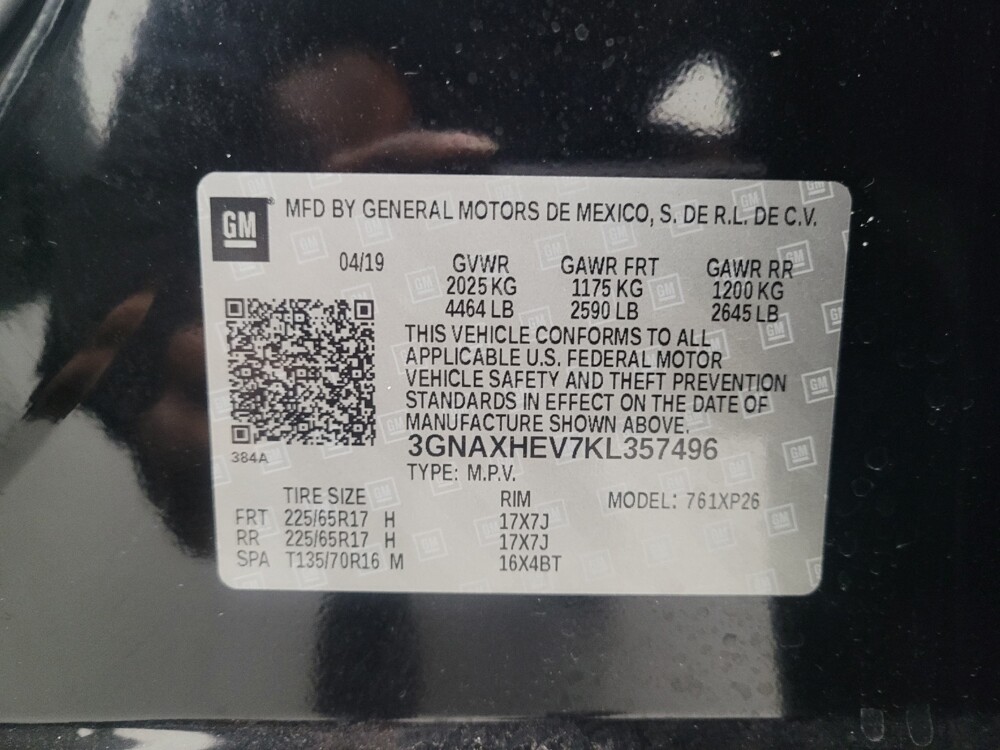 GM MFD BY GENERAL MOTORS DE MEXICO, S. DE R.L. DE C.V.
04/19 GVWR GAWR FRT GAWR RR
2025 KG 1175 KG 1200 KG
4464 LB 2590 LB 2645 LB
THIS VEHICLE CONFORMS TO ALL
APPLICABLE U.S. FEDERAL MOTOR
VEHICLE SAFETY AND THEFT PREVENTION
STANDARDS IN EFFECT ON THE DATE OF
MANUFACTURE SHOWN ABOVE.
3GNAXHEV7KL357496
384A
TYPE: M.P.V.
TIRE SIZE RIM MODEL: 761XP26
FRT 225/65R17 H 17X7J
RR 225/65R17 H 17X7J
SPA T135/70R16 M 16X4BT